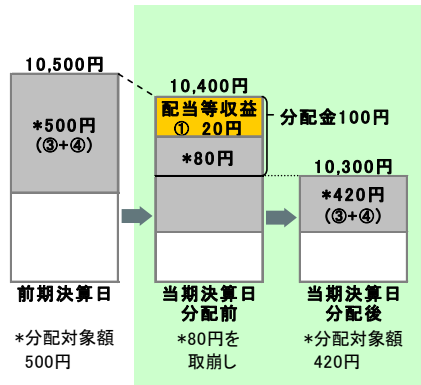 10,500円
*500円
(③+④)
前期決算日
*分配対象額
500円
10,400円
配当等収益
① 20円
*80円
分配金100円
当期決算日
分配前
*80円を
取崩し
10,300円
*420円
(③+④)
当期決算日
分配後
*分配対象額
420円